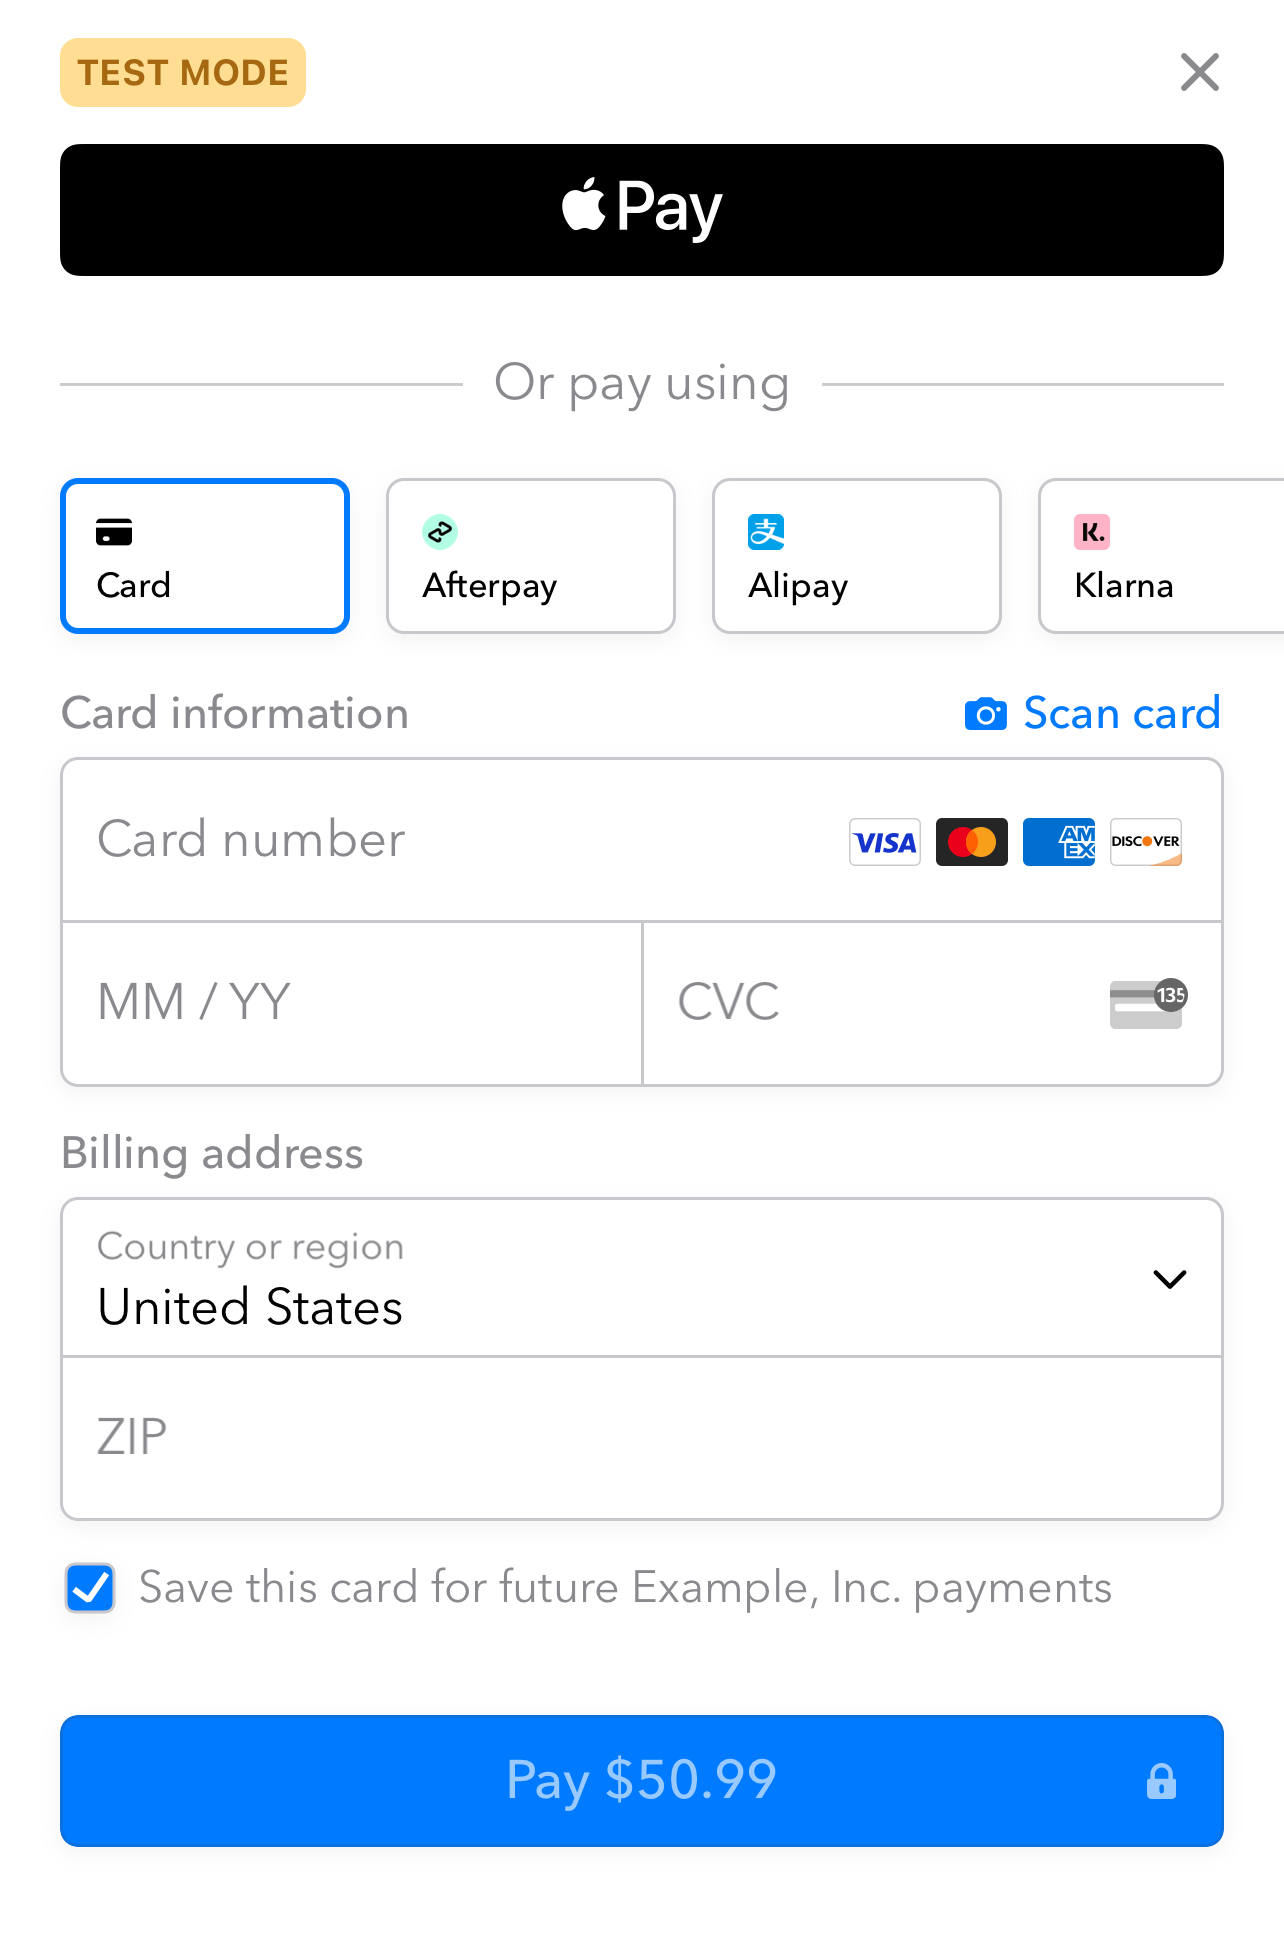 TEST MODE
Pay
Or pay using
Card
Afterpay
支
Alipay
K.
Klarna
Card information
Scan card
Card number
VISA
AM
EX
DISCOVER
MM / YY
CVC
135
Billing address
Country or region
United States
ZIP
Save this card for future Example, Inc. payments
Pay $50.99